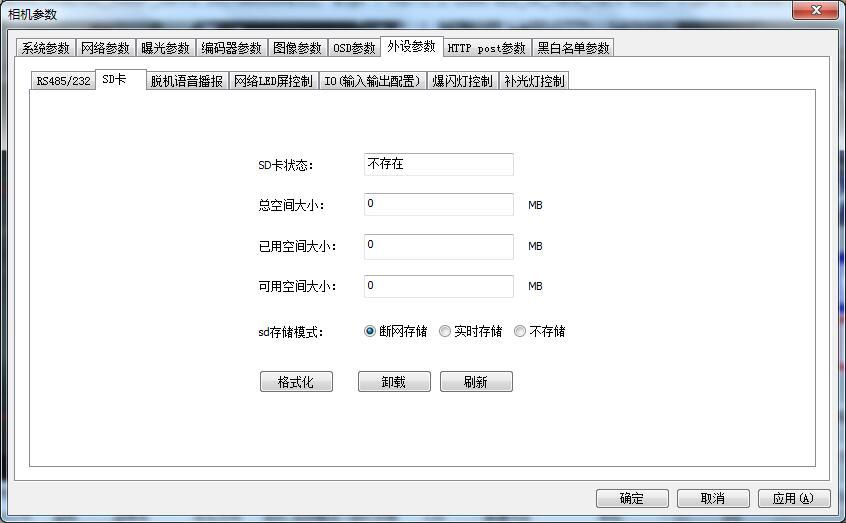 相机参数
系统参数 网络参数 曝光参数 编码器参数 图像参数 OSD参数 外设参数 HTTP post参数 黑白名单参数
RS485/232 SD卡 脱机语音播报 网络LED屏控制 IO(输入输出配置) 爆闪灯控制 补光灯控制
SD卡状态: 不存在
总空间大小: 0 MB
已用空间大小: 0 MB
可用空间大小: 0 MB
sd存储模式: 断网存储 实时存储 不存储
格式化 卸载 刷新
确定 取消 应用(A)